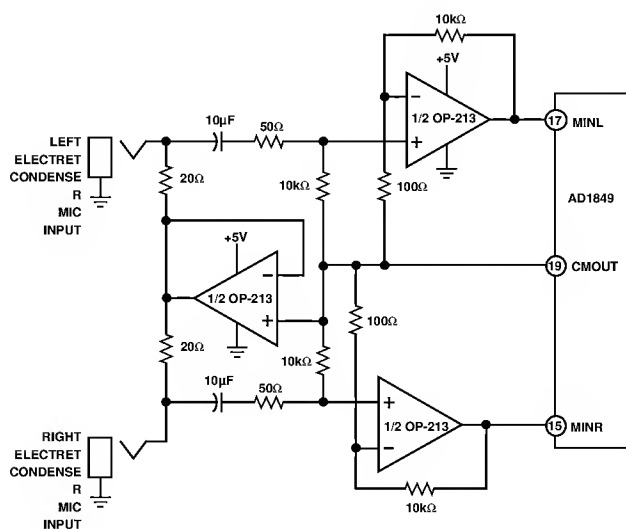 10kΩ
+5V
10µF
50Ω
1/2 OP-213
17
MINL
LEFT
ELECTRET
CONDENSE
R
MIC
INPUT
20Ω
10kΩ
100Ω
AD1849
+5V
1/2 OP-213
19
CMOUT
20Ω
10kΩ
100Ω
10µF
50Ω
1/2 OP-213
15
MINR
RIGHT
ELECTRET
CONDENSE
R
MIC
INPUT
10kΩ